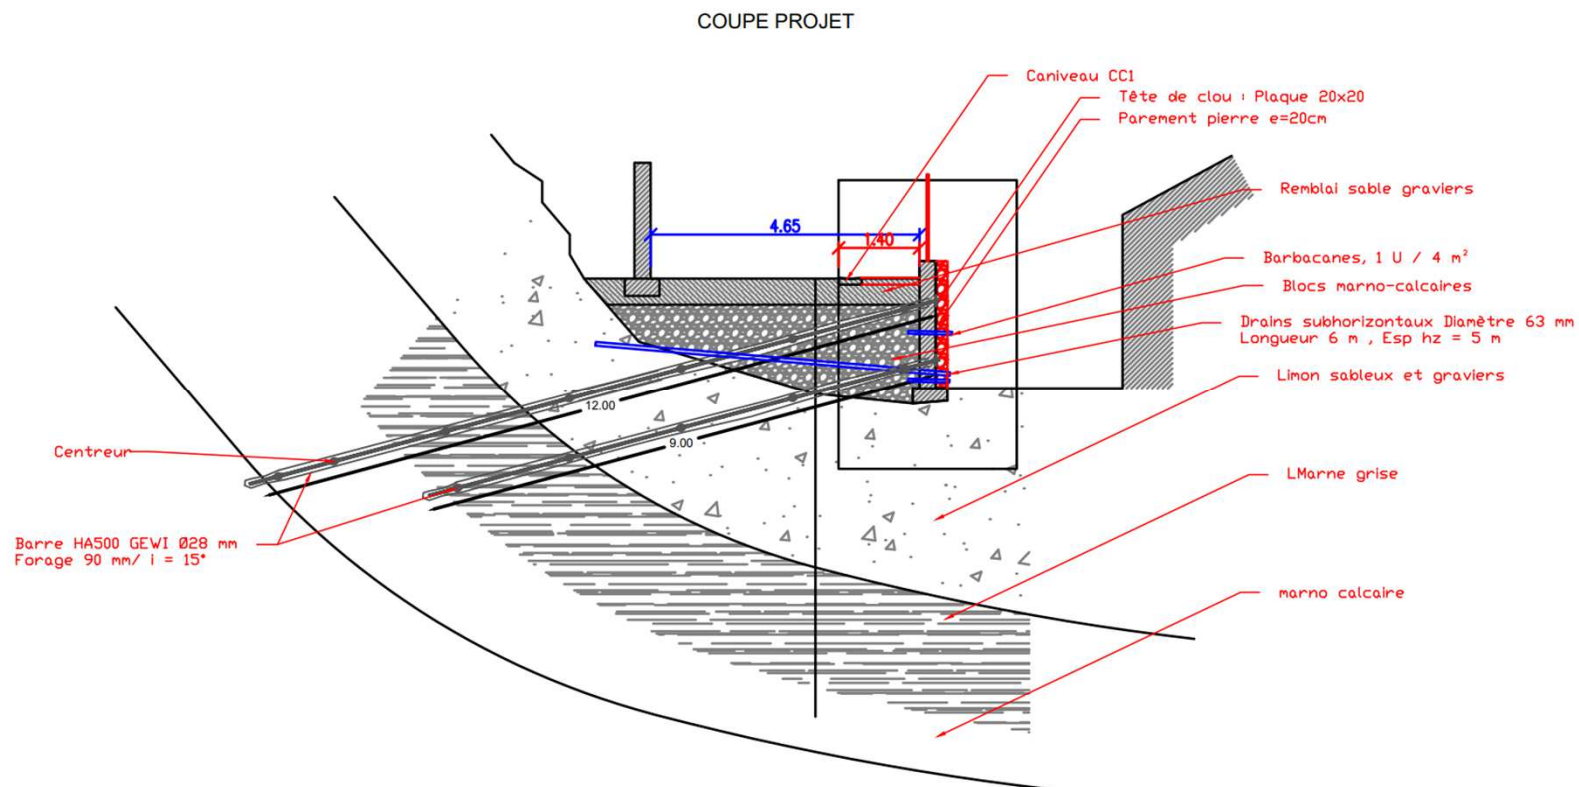 COUPE PROJET
Caniveau CC1
Tête de clou : Plaque 20x20
Parement pierre e=20cm
Remblai sable graviers
4.65
1.40
Barbacanes, 1 U / 4 m²
Blocs marno-calcaires
Drains subhorizontaux Diamètre 63 mm
Longueur 6 m , Esp hz = 5 m
Limon sableux et graviers
12.00
9.00
Centreur
LMarne grise
Barre HA500 GEWI Ø28 mm
Forage 90 mm/ i = 15°
marno calcaire